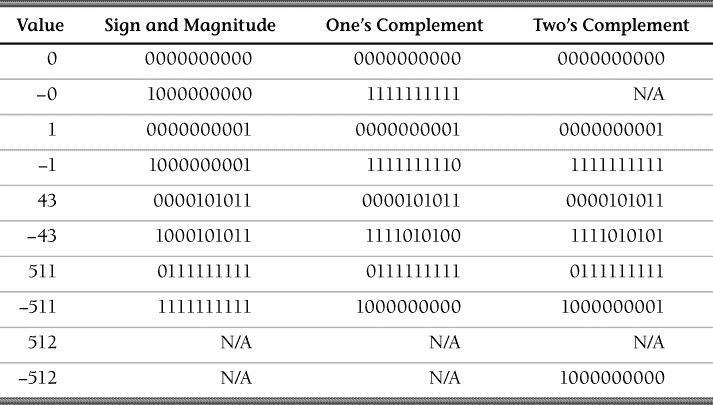 Value Sign and Magnitude One's Complement Two's Complement
0 0000000000 0000000000 0000000000
–0 1000000000 1111111111 N/A
1 0000000001 0000000001 0000000001
–1 1000000001 1111111110 1111111111
43 0000101011 0000101011 0000101011
–43 1000101011 1111010100 1111010101
511 0111111111 0111111111 0111111111
–511 1111111111 1000000000 1000000001
512 N/A N/A N/A
–512 N/A N/A 1000000000